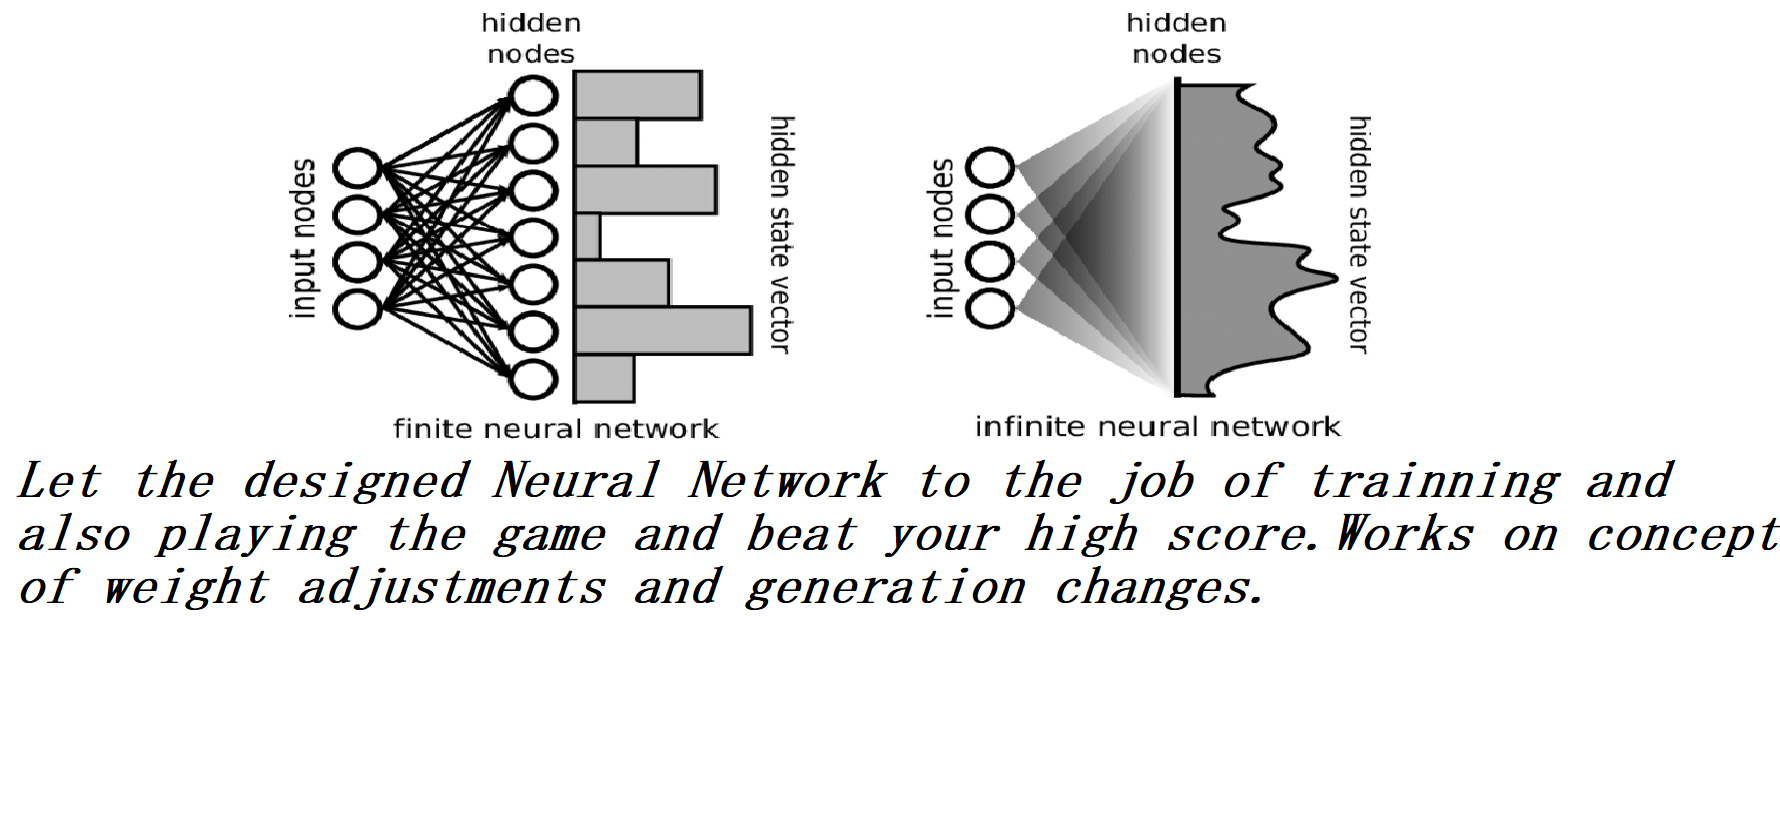 hidden
nodes
input nodes
hidden state vector
finite neural network
hidden
nodes
input nodes
hidden state vector
infinite neural network
Let the designed Neural Network to the job of trainning and
also playing the game and beat your high score.Works on concept
of weight adjustments and generation changes.